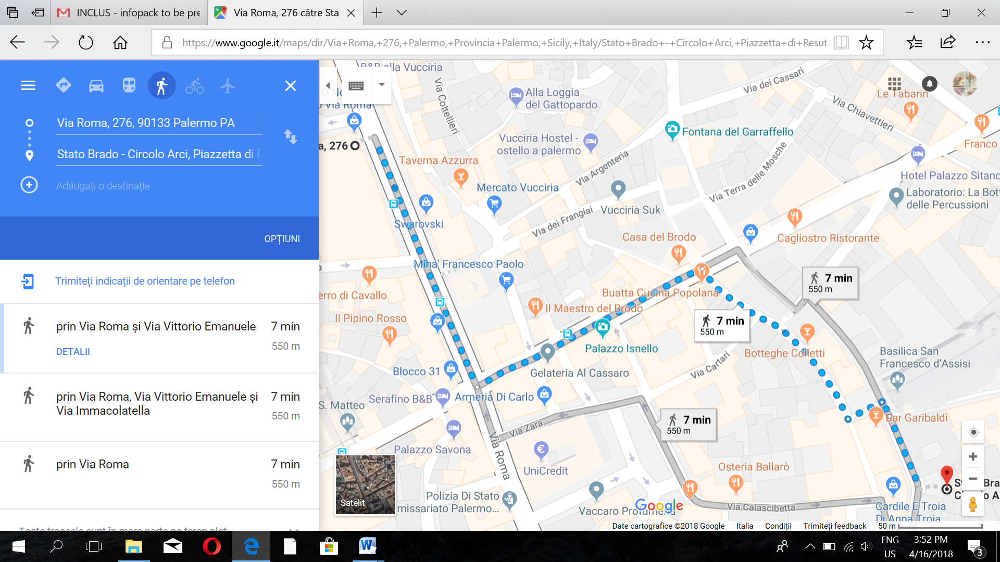 INCLUS - infopack to be pre
Via Roma, 276 către Sta
https://www.google.it/maps/dir/Via+Roma,+276,+Palermo,+Provincia+Palermo,+Sicily,+Italy/Stato+Brado+-+Circolo+Arci,+Piazzetta+di+Resut
Via Roma, 276, 90133 Palermo PA
Stato Brado - Circolo Arci, Piazzetta di R
Adăugați o destinație
OPȚIUNI
Trimiteți indicații de orientare pe telefon
prin Via Roma și Via Vittorio Emanuele
7 min
550 m
DETALII
prin Via Roma, Via Vittorio Emanuele și
Via Immacolatella
7 min
550 m
prin Via Roma
7 min
550 m
Toate traseele sunt în mare parte pe teren plat
B&B alla Vucciria
Via Coltellieri
Via Roma
Alla Loggia
del Gattopardo
Via dei Cassari
Le Tabarin
Via Chiavettieri
Fontana del Garraffello
Franco
Vucciria Hostel -
ostello a palermo
a, 276
Taverna Azzurra
Via Argenteria
Via Terra delle Mosche
Hotel Palazzo Sitano
Mercato Vucciria
Laboratorio: La Bot
delle Percussioni
Vucciria Suk
Via dei Frangiai
Swarovski
Casa del Brodo
Cagliostro Ristorante
Mina' Francesco Paolo
7 min
550 m
erro di Cavallo
Buatta Cucina Popolana
Il Maestro del Brodo
Il Pipino Rosso
7 min
550 m
Palazzo Isnello
Botteghe Colletti
Basilica San
Francesco d'Assisi
Blocco 31
Gelateria Al Cassaro
Via Cartari
Serafino B&B
Armeria Di Carlo
S. Matteo
7 min
550 m
Bar Garibaldi
Via Zara
Via Roma
Palazzo Savona
UniCredit
Osteria Ballarò
Polizia Di Stato
missariato Palermo...
Satelit
Vaccaro Profumeria
Google
Via Calascibetta
Cardile E Troia
Di Anna Troia
St Bra
Ci o A
Date cartografice ©2018 Google
Italia
Condiții
Trimiteți feedback
50 m
ENG
US
3:52 PM
4/16/2018
3